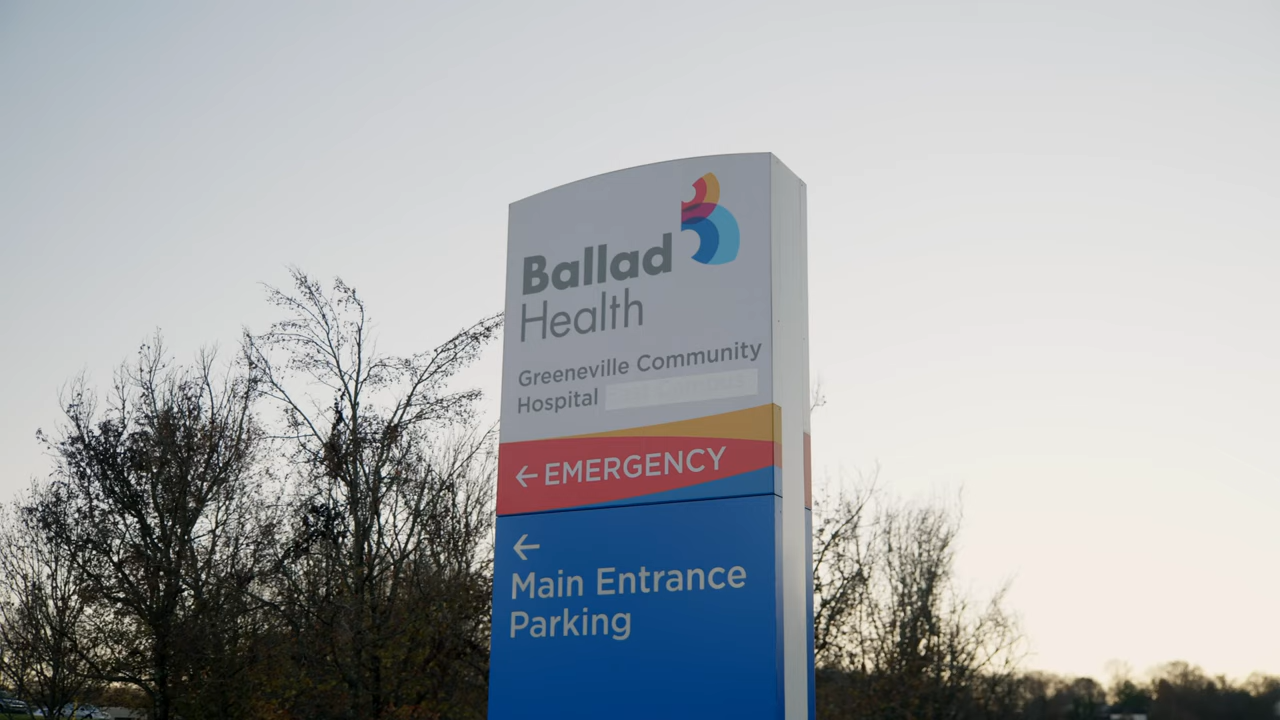 Ballad
Health
Greeneville Community
Hospital
← EMERGENCY
←
Main Entrance
Parking